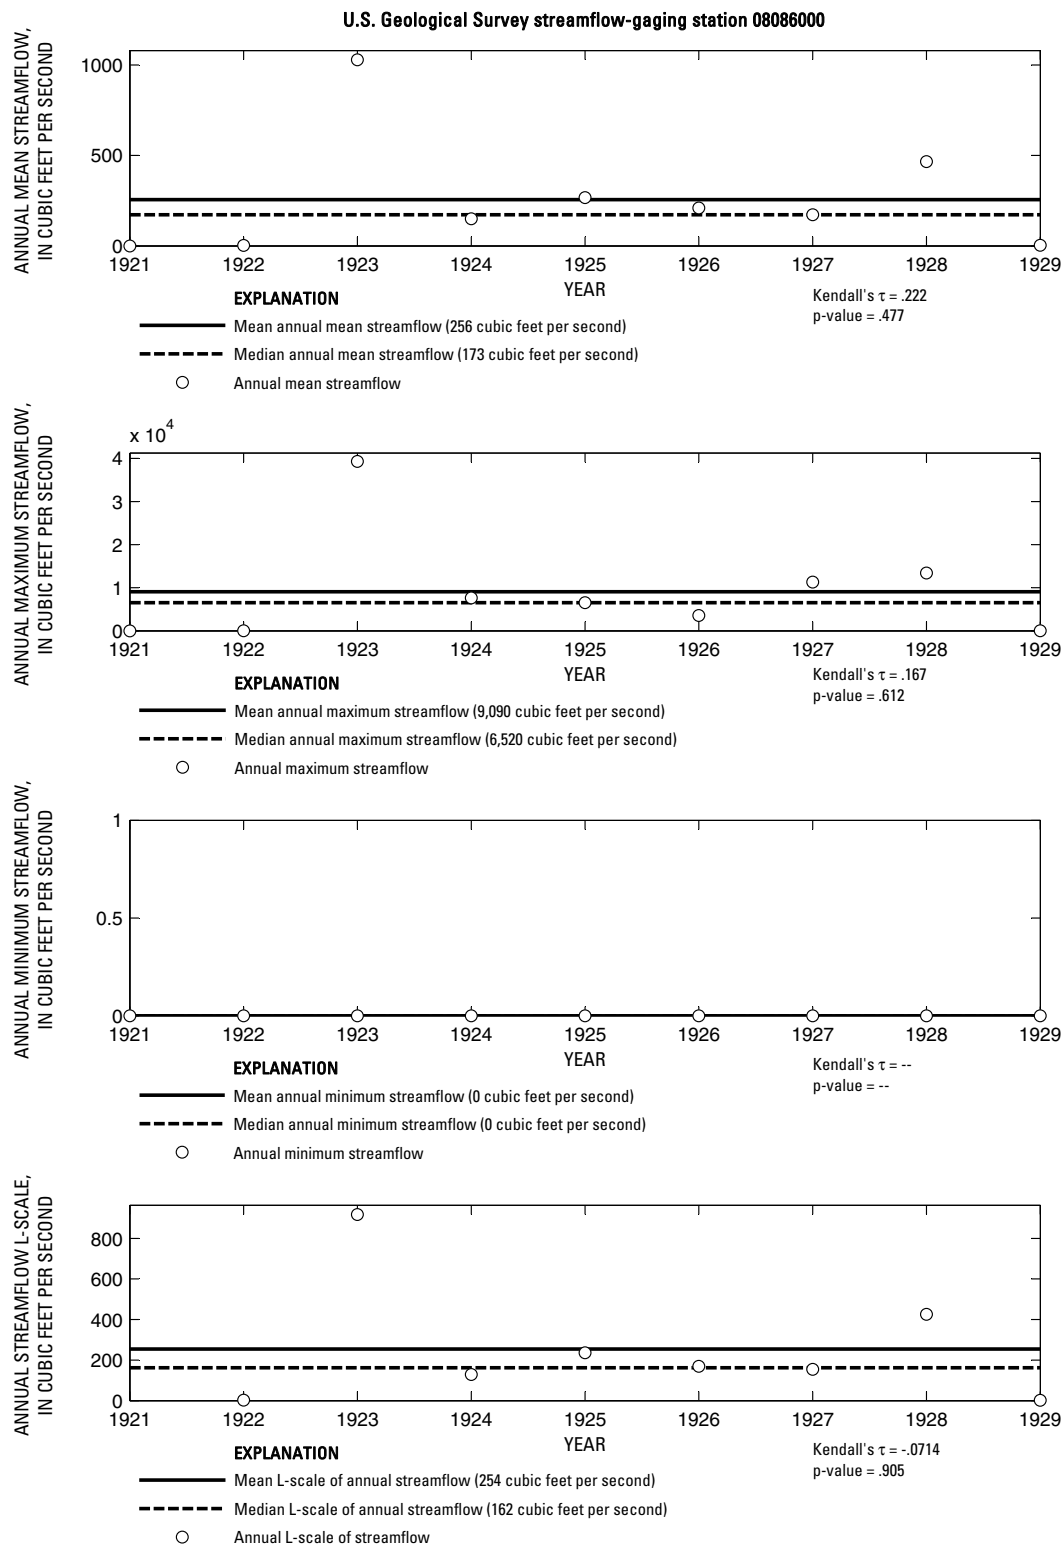 U.S. Geological Survey streamflow-gaging station 08086000
ANNUAL MEAN STREAMFLOW,
IN CUBIC FEET PER SECOND
1000
500
0
1921 1922 1923 1924 1925 1926 1927 1928 1929
YEAR
EXPLANATION
Mean annual mean streamflow (256 cubic feet per second)
Median annual mean streamflow (173 cubic feet per second)
Annual mean streamflow
Kendall's τ = .222
p-value = .477
ANNUAL MAXIMUM STREAMFLOW,
IN CUBIC FEET PER SECOND
x 10^4
4
3
2
1
0
1921 1922 1923 1924 1925 1926 1927 1928 1929
YEAR
EXPLANATION
Mean annual maximum streamflow (9,090 cubic feet per second)
Median annual maximum streamflow (6,520 cubic feet per second)
Annual maximum streamflow
Kendall's τ = .167
p-value = .612
ANNUAL MINIMUM STREAMFLOW,
IN CUBIC FEET PER SECOND
1
0.5
0
1921 1922 1923 1924 1925 1926 1927 1928 1929
YEAR
EXPLANATION
Mean annual minimum streamflow (0 cubic feet per second)
Median annual minimum streamflow (0 cubic feet per second)
Annual minimum streamflow
Kendall's τ = --
p-value = --
ANNUAL STREAMFLOW L-SCALE,
IN CUBIC FEET PER SECOND
800
600
400
200
0
1921 1922 1923 1924 1925 1926 1927 1928 1929
YEAR
EXPLANATION
Mean L-scale of annual streamflow (254 cubic feet per second)
Median L-scale of annual streamflow (162 cubic feet per second)
Annual L-scale of streamflow
Kendall's τ = -.0714
p-value = .905